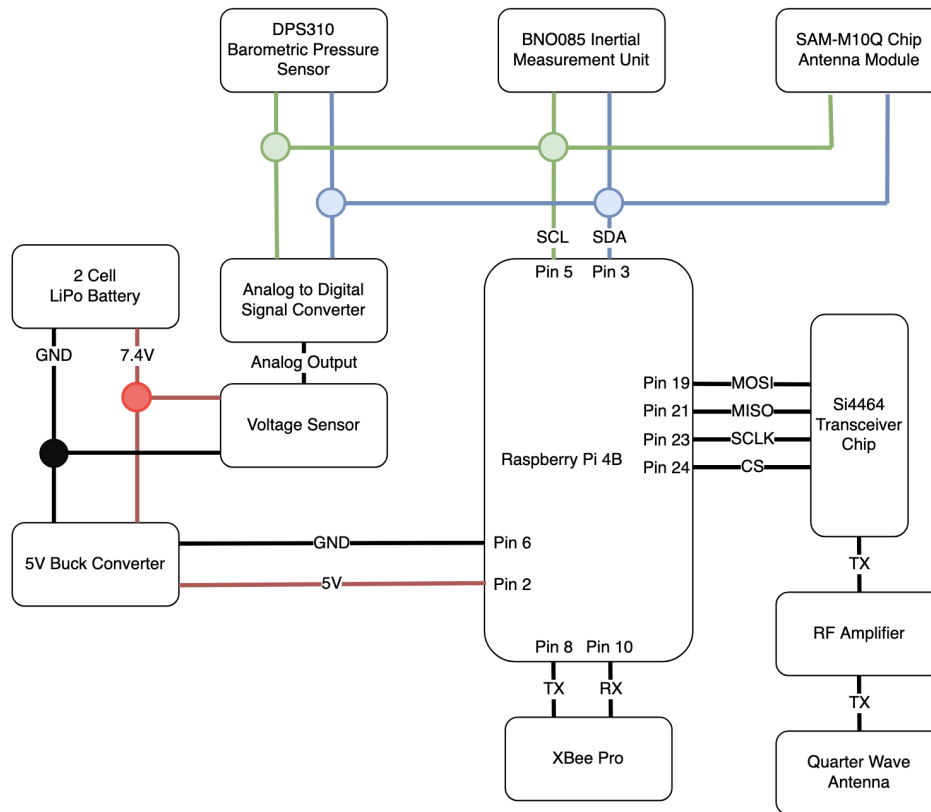 DPS310
Barometric Pressure
Sensor
BNO085 Inertial
Measurement Unit
SAM-M10Q Chip
Antenna Module
SCL
SDA
Pin 5
Pin 3
2 Cell
LiPo Battery
Analog to Digital
Signal Converter
GND
7.4V
Analog Output
Voltage Sensor
Raspberry Pi 4B
Pin 19
MOSI
Pin 21
MISO
Pin 23
SCLK
Pin 24
CS
Si4464
Transceiver
Chip
5V Buck Converter
GND
Pin 6
5V
Pin 2
TX
RF Amplifier
Pin 8
Pin 10
TX
RX
XBee Pro
TX
Quarter Wave
Antenna